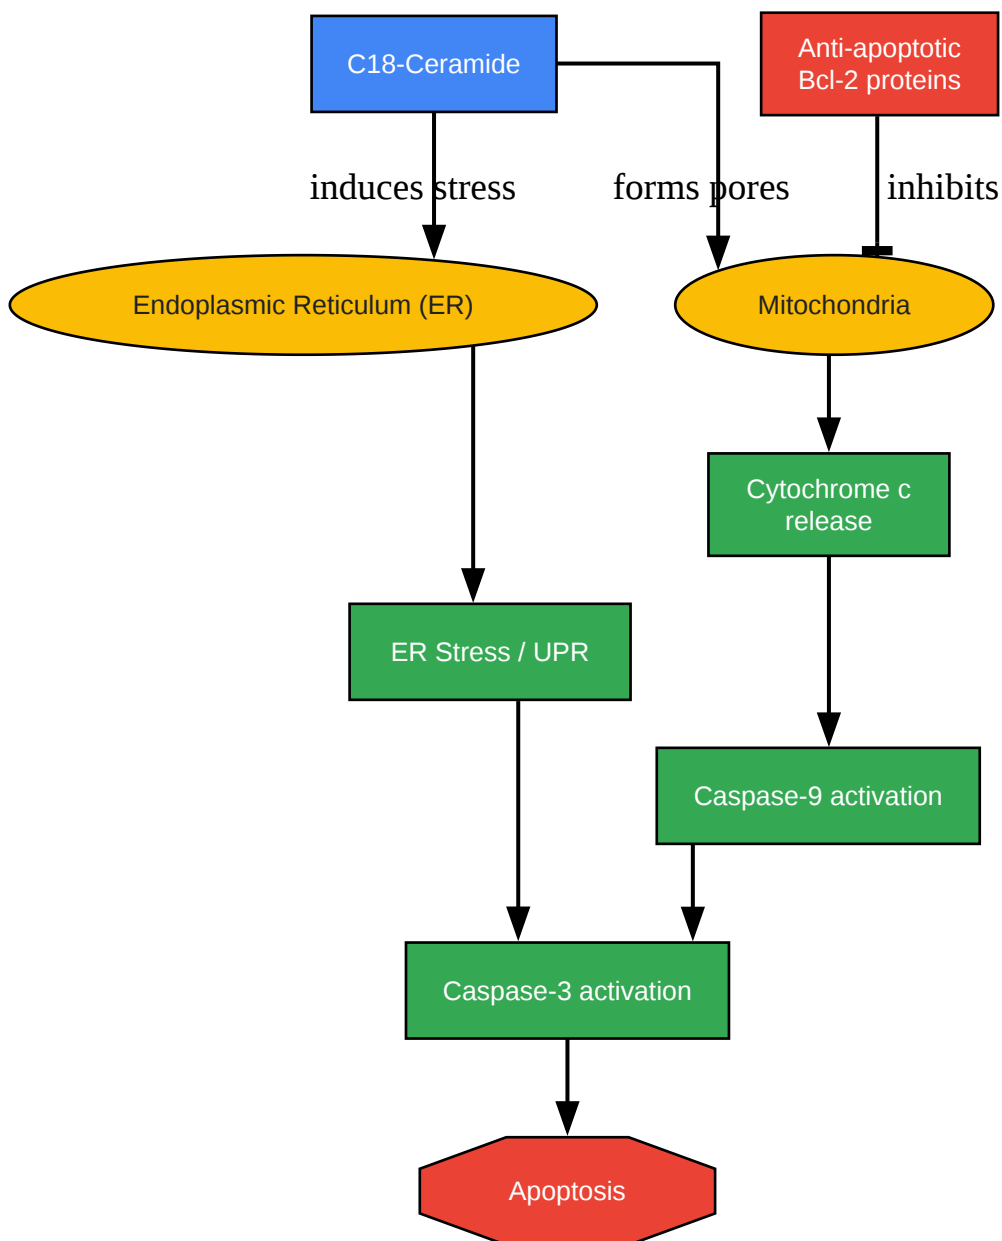 C18-Ceramide
Anti-apoptotic
Bcl-2 proteins
induces stress
forms pores
inhibits
Endoplasmic Reticulum (ER)
Mitochondria
Cytochrome c
release
ER Stress / UPR
Caspase-9 activation
Caspase-3 activation
Apoptosis